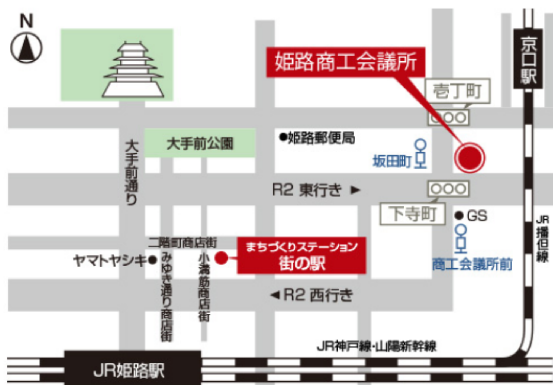 N
京口駅
姫路商工会議所
壱丁町
大手前公園
姫路郵便局
坂田町
大手前通り
R2 東行き
下寺町
GS
JR播但線
二階町商店街
まちづくりステーション
街の駅
ヤマトヤシキ
みゆき通り商店街
小溝筋商店街
商工会議所前
R2 西行き
JR神戸線・山陽新幹線
JR姫路駅